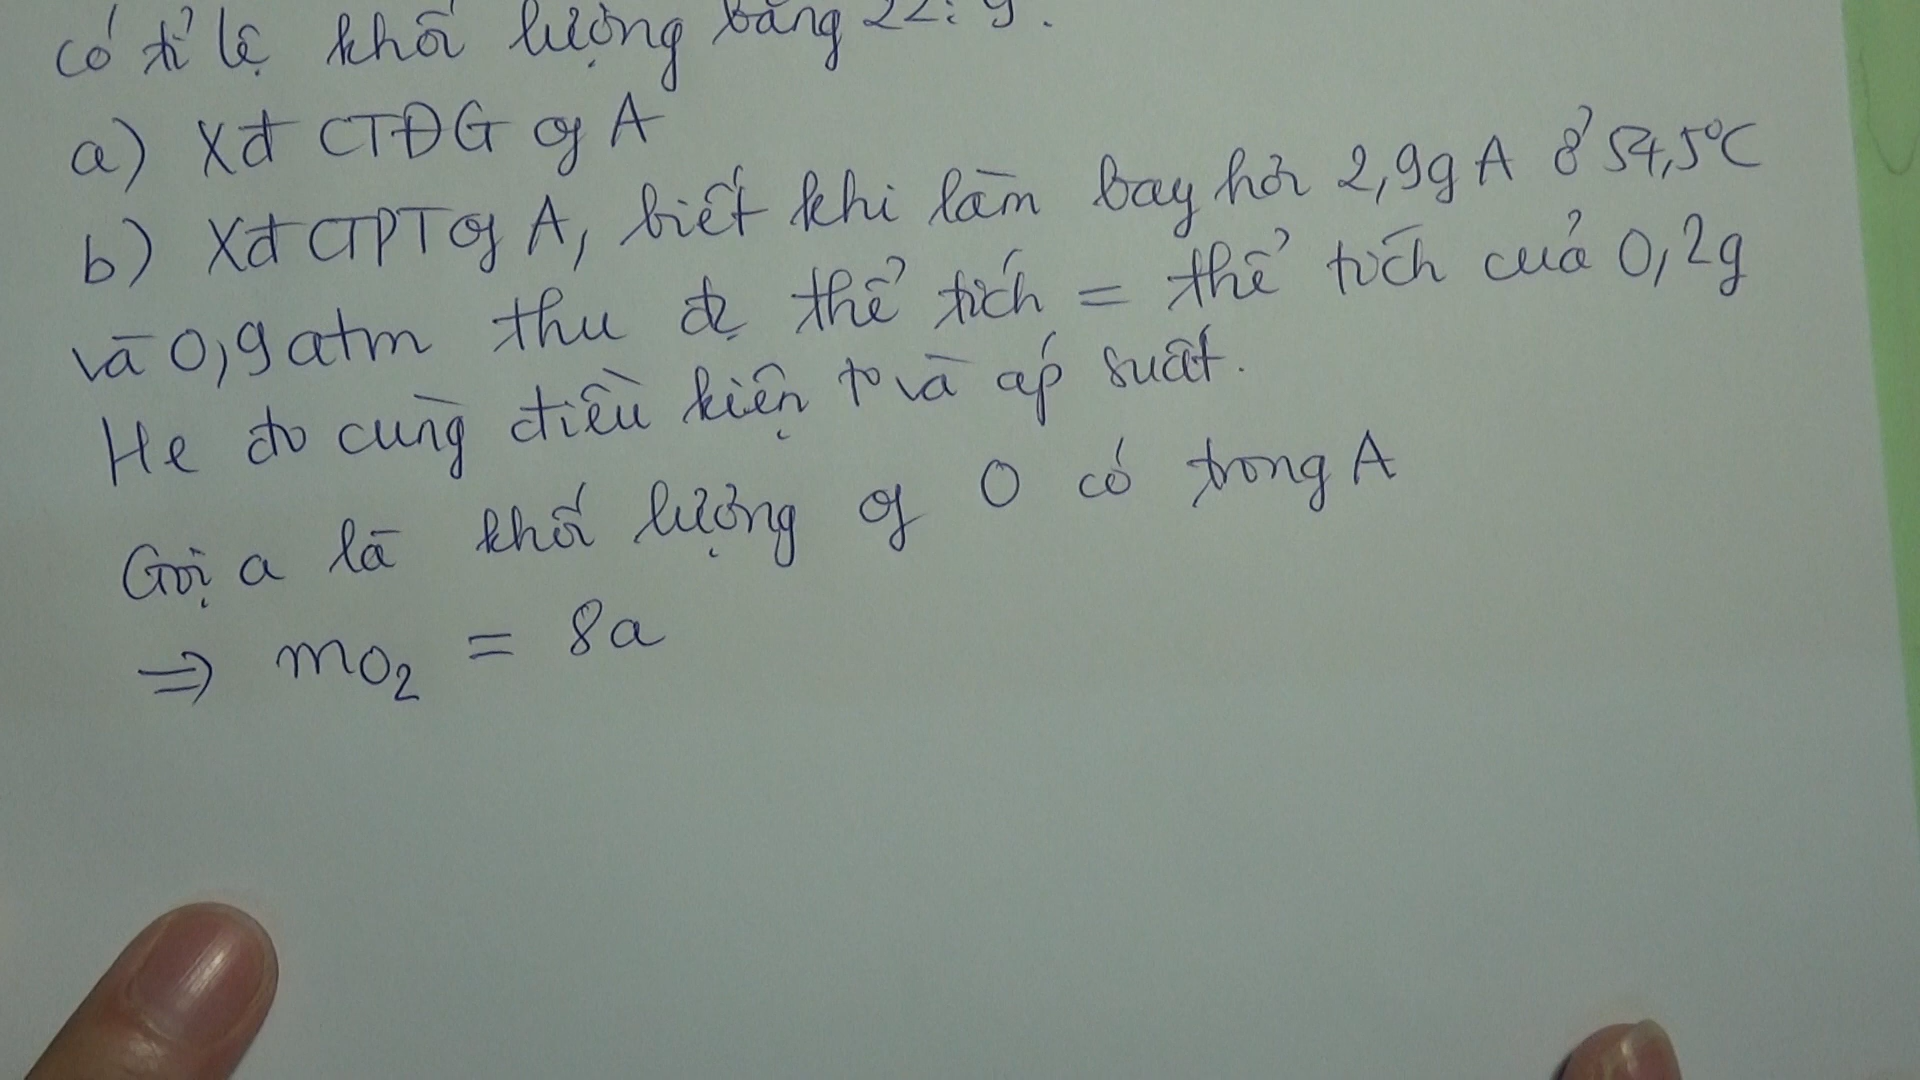 có tỉ lệ khối lượng bằng 22:9.
a) Xđ CTĐG of A
b) Xđ CTPT of A, biết khi làm bay hơi 2,9g A ở 54,5°C
và 0,9 atm thu đc thể tích = thể tích của 0,2g
He đo cùng điều kiện to và áp suất.
Gọi a là khối lượng of O có trong A
⇒ mO₂ = 8a